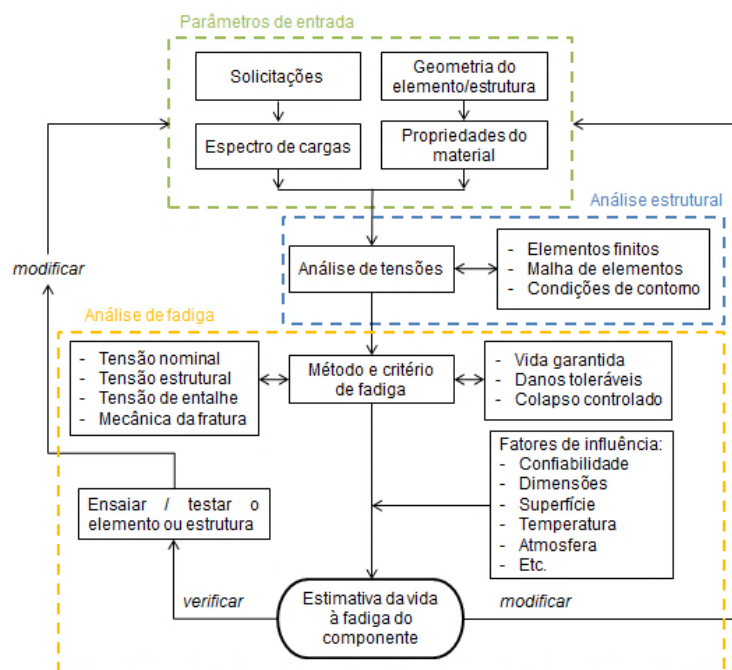 Parâmetros de entrada
Solicitações
Geometria do
elemento/estrutura
Espectro de cargas
Propriedades do
material
Análise estrutural
Análise de tensões
- Elementos finitos
- Malha de elementos
- Condições de contorno
modificar
Análise de fadiga
- Tensão nominal
- Tensão estrutural
- Tensão de entalhe
- Mecânica da fratura
Método e critério
de fadiga
- Vida garantida
- Danos toleráveis
- Colapso controlado
Fatores de influência:
- Confiabilidade
- Dimensões
- Superfície
- Temperatura
- Atmosfera
- Etc.
Ensaiar / testar o
elemento ou estrutura
verificar
Estimativa da vida
à fadiga do
componente
modificar